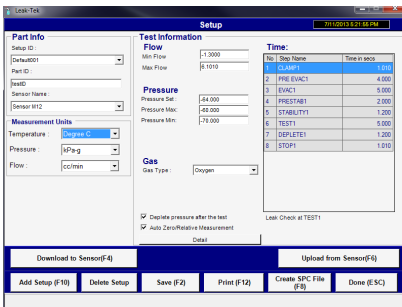 Leak-Tek
Setup
7/11/2013 5:21:55 PM
Part Info
Setup ID :
Default001
Part ID :
test0
Sensor Name :
Sensor M12
Measurement Units
Temperature : Degree C
Pressure : kPa-g
Flow : cc/min
Test Information
Flow
Min Flow -1.3000
Max Flow 6.1010
Pressure
Pressure Set : -64.000
Pressure Max: -60.000
Pressure Min: -70.000
Gas
Gas Type : Oxygen
Deplete pressure after the test
Auto Zero/Relative Measurement
Detail
Time:
No Step Name Time in secs
1 CLAMP1 1.010
2 PRE EVAC1 4.000
3 EVAC1 5.000
4 PRESTAB1 2.000
5 STABILITY1 1.200
6 TEST1 5.000
7 DEPLETE1 1.200
8 STOP1 1.010
Leak Check at TEST1
Download to Sensor(F4)
Upload from Sensor(F6)
Add Setup (F10)
Delete Setup
Save (F2)
Print (F12)
Create SPC File (F8)
Done (ESC)